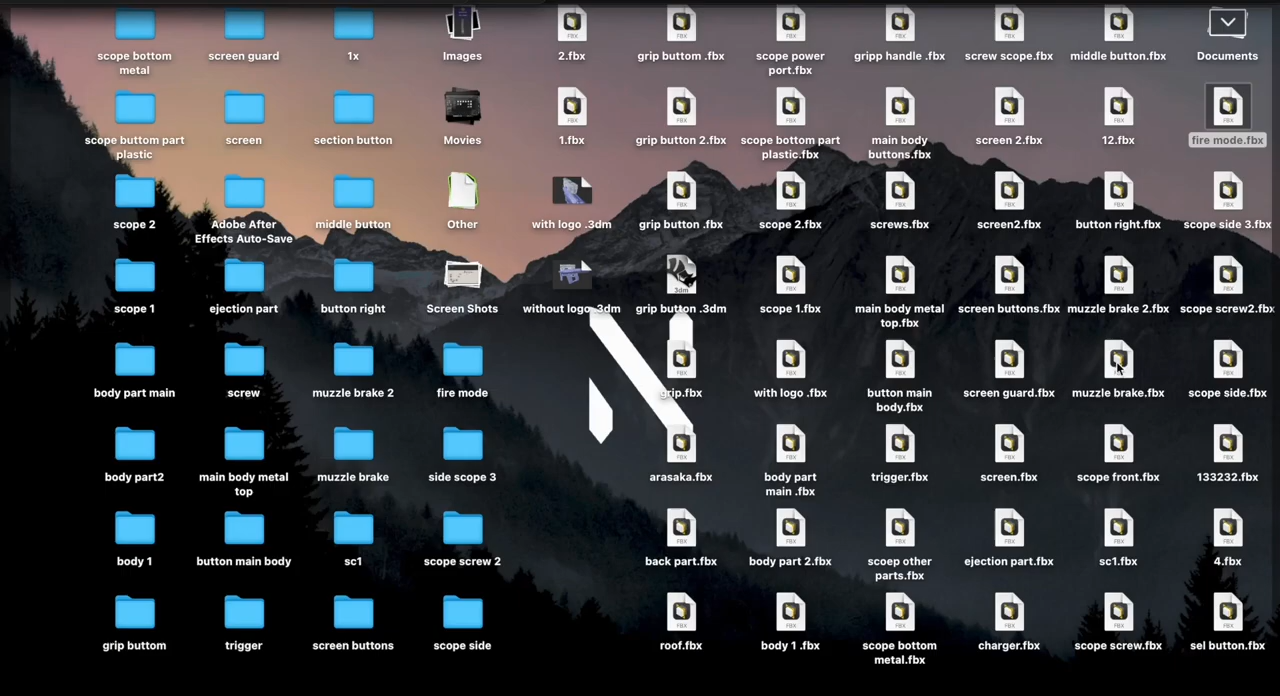 scope bottom
metal
screen guard
1x
Images
2.fbx
grip buttom .fbx
scope power
port.fbx
gripp handle .fbx
screw scope.fbx
middle button.fbx
Documents
scope buttom part
plastic
screen
section button
Movies
1.fbx
grip button 2.fbx
scope bottom part
plastic.fbx
main body
buttons.fbx
screen 2.fbx
12.fbx
fire mode.fbx
scope 2
Adobe After
Effects Auto-Save
middle button
Other
with logo .3dm
grip button .fbx
scope 2.fbx
screws.fbx
screen2.fbx
button right.fbx
scope side 3.fbx
scope 1
ejection part
button right
Screen Shots
without logo .3dm
3dm
grip button .3dm
scope 1.fbx
main body metal
top.fbx
screen buttons.fbx
muzzle brake 2.fbx
scope screw2.fbx
body part main
screw
muzzle brake 2
fire mode
grip.fbx
with logo .fbx
button main
body.fbx
screen guard.fbx
muzzle brake.fbx
scope side.fbx
body part2
main body metal
top
muzzle brake
side scope 3
arasaka.fbx
body part
main .fbx
trigger.fbx
screen.fbx
scope front.fbx
133232.fbx
body 1
button main body
sc1
scope screw 2
back part.fbx
body part 2.fbx
scoep other
parts.fbx
ejection part.fbx
sc1.fbx
4.fbx
grip buttom
trigger
screen buttons
scope side
roof.fbx
body 1 .fbx
scope bottom
metal.fbx
charger.fbx
scope screw.fbx
sel button.fbx